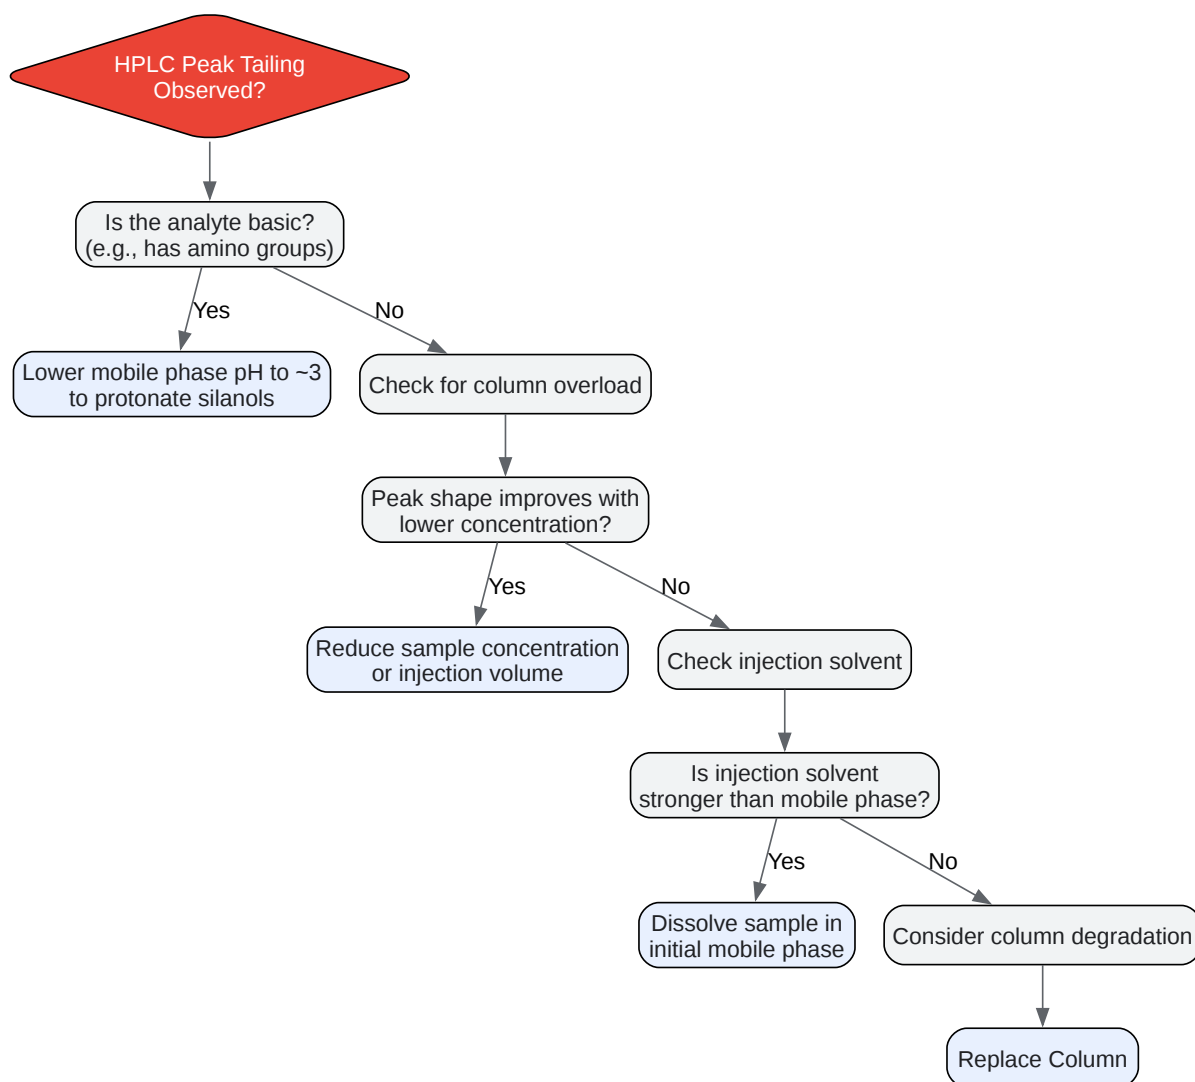 HPLC Peak Tailing
Observed?
Is the analyte basic?
(e.g., has amino groups)
Yes
No
Lower mobile phase pH to ~3
to protonate silanols
Check for column overload
Peak shape improves with
lower concentration?
Yes
No
Reduce sample concentration
or injection volume
Check injection solvent
Is injection solvent
stronger than mobile phase?
Yes
No
Dissolve sample in
initial mobile phase
Consider column degradation
Replace Column